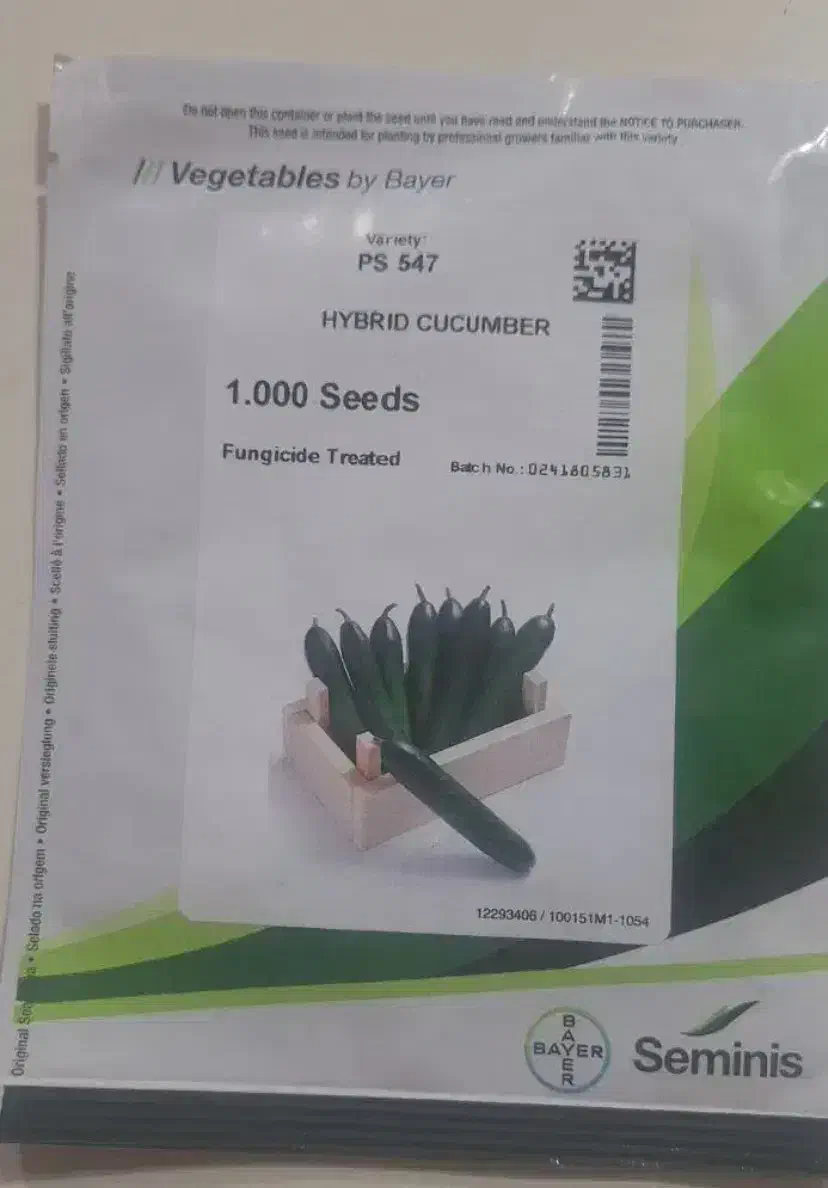 Do not open this container or plant the seed until you have read and understand the NOTICE TO PURCHASER.
This seed is intended for planting by professional growers familiar with this variety.
Vegetables by Bayer
Variety:
PS 547
HYBRID CUCUMBER
1.000 Seeds
Fungicide Treated
Batch No.:0241805831
12293406 / 100151M1-1054
BAYER
BAYER
Seminis
Original • Selado na origem • Original versieglung • Originele sluiting • Scellé à l'origine • Sellado en origen • Sigillato all'origine